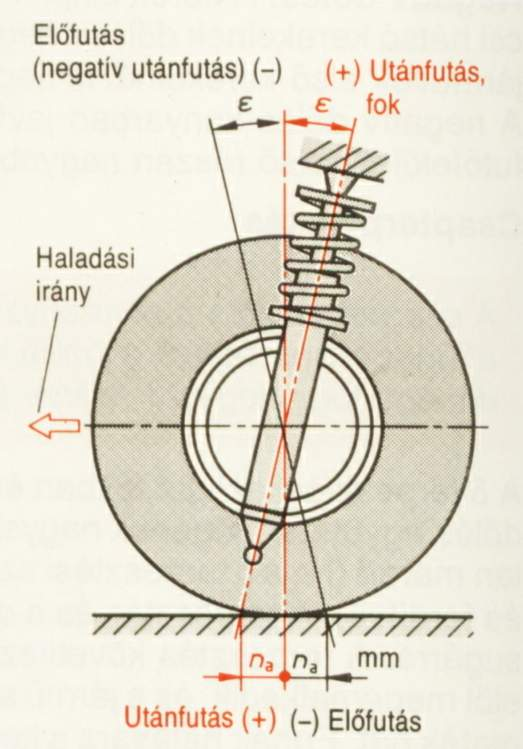 Előfutás
(negatív utánfutás) (–)
(+) Utánfutás,
fok
ε
ε
Haladási
irány
nₐ
nₐ
mm
Utánfutás (+)
(–) Előfutás